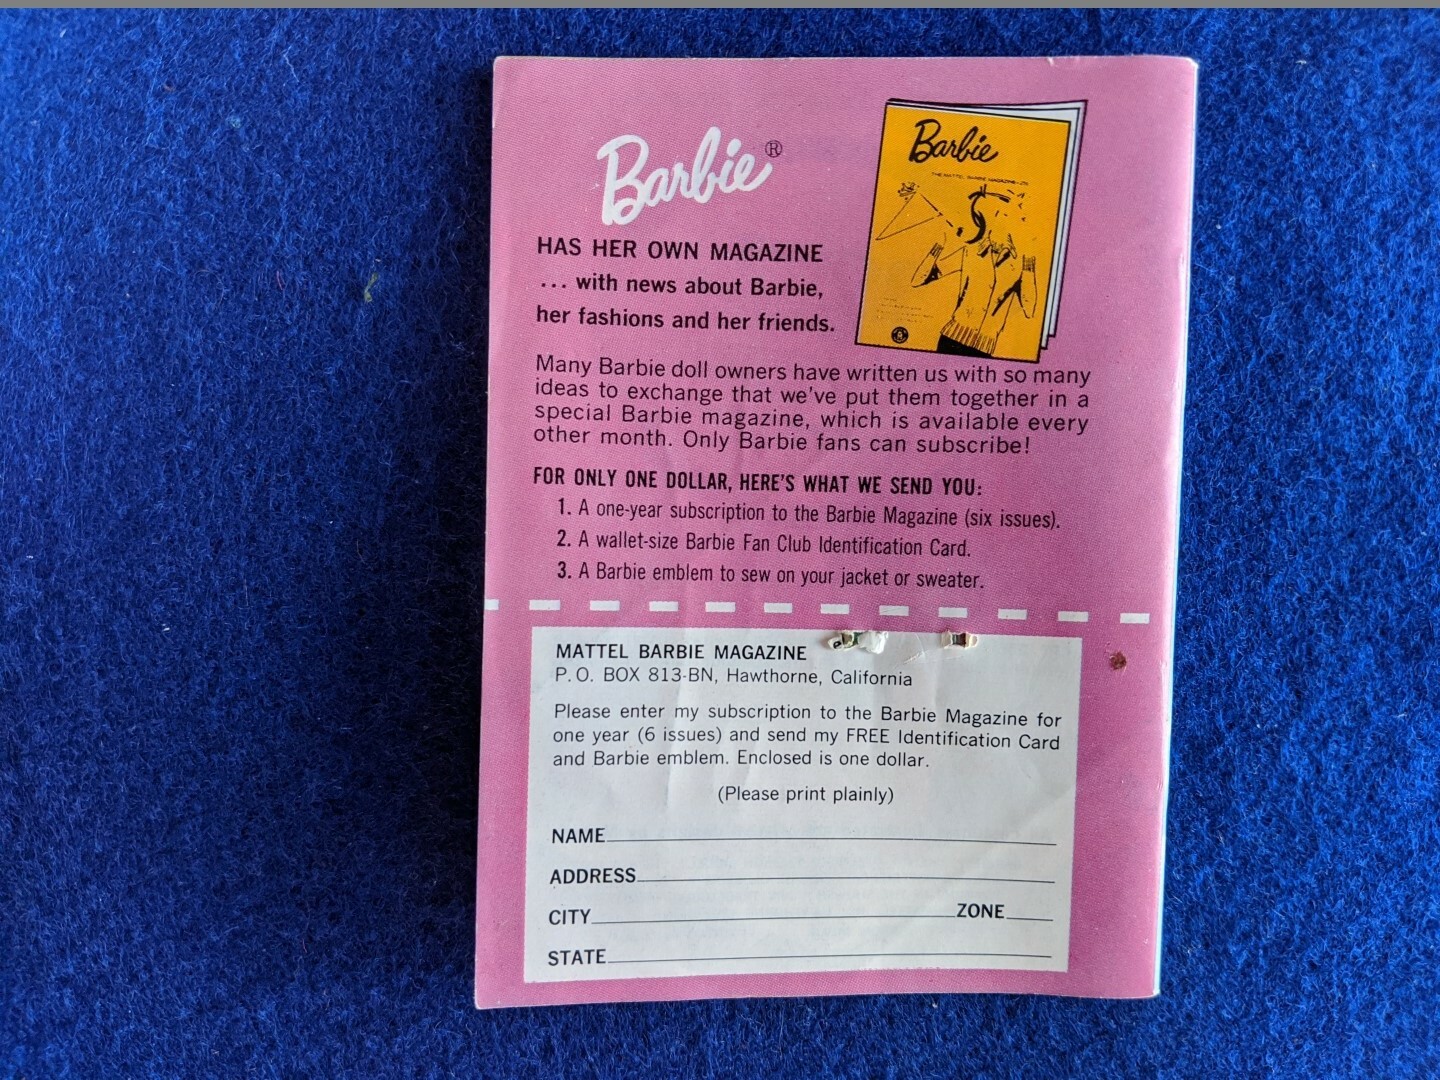 Barbie®
HAS HER OWN MAGAZINE
... with news about Barbie,
her fashions and her friends.
Barbie
THE MATTEL BARBIE MAGAZINE
Many Barbie doll owners have written us with so many
ideas to exchange that we've put them together in a
special Barbie magazine, which is available every
other month. Only Barbie fans can subscribe!
FOR ONLY ONE DOLLAR, HERE'S WHAT WE SEND YOU:
1. A one-year subscription to the Barbie Magazine (six issues).
2. A wallet-size Barbie Fan Club Identification Card.
3. A Barbie emblem to sew on your jacket or sweater.
MATTEL BARBIE MAGAZINE
P.O. BOX 813-BN, Hawthorne, California
Please enter my subscription to the Barbie Magazine for
one year (6 issues) and send my FREE Identification Card
and Barbie emblem. Enclosed is one dollar.
(Please print plainly)
NAME
ADDRESS
CITY ZONE
STATE